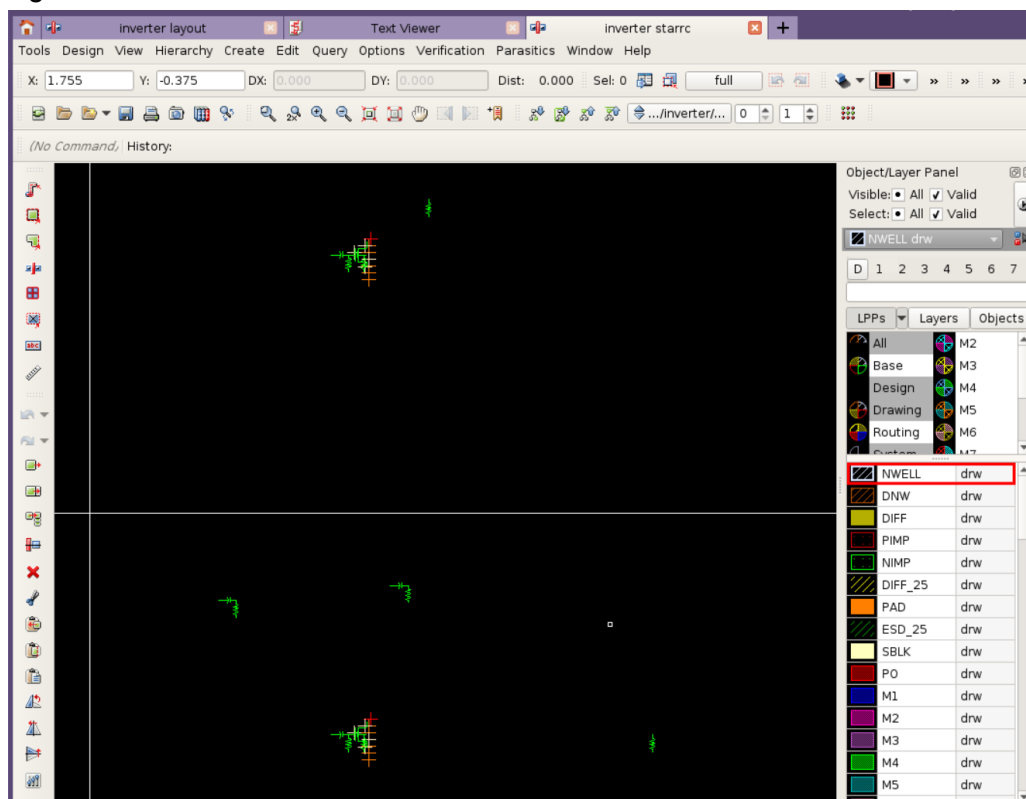 inverter layout Text Viewer inverter starrc
Tools Design View Hierarchy Create Edit Query Options Verification Parasitics Window Help
X: 1.755 Y: -0.375 DX: 0.000 DY: 0.000 Dist: 0.000 Sel: 0 full » » »
.../inverter/... 0 1
(No Command) History:
Object/Layer Panel
Visible: All Valid
Select: All Valid
NWELL drw
D 1 2 3 4 5 6 7
LPPs Layers Objects
All M2
Base M3
Design M4
Drawing M5
Routing M6
System M7
NWELL drw
DNW drw
DIFF drw
PIMP drw
NIMP drw
DIFF_25 drw
PAD drw
ESD_25 drw
SBLK drw
PO drw
M1 drw
M2 drw
M3 drw
M4 drw
M5 drw
abc